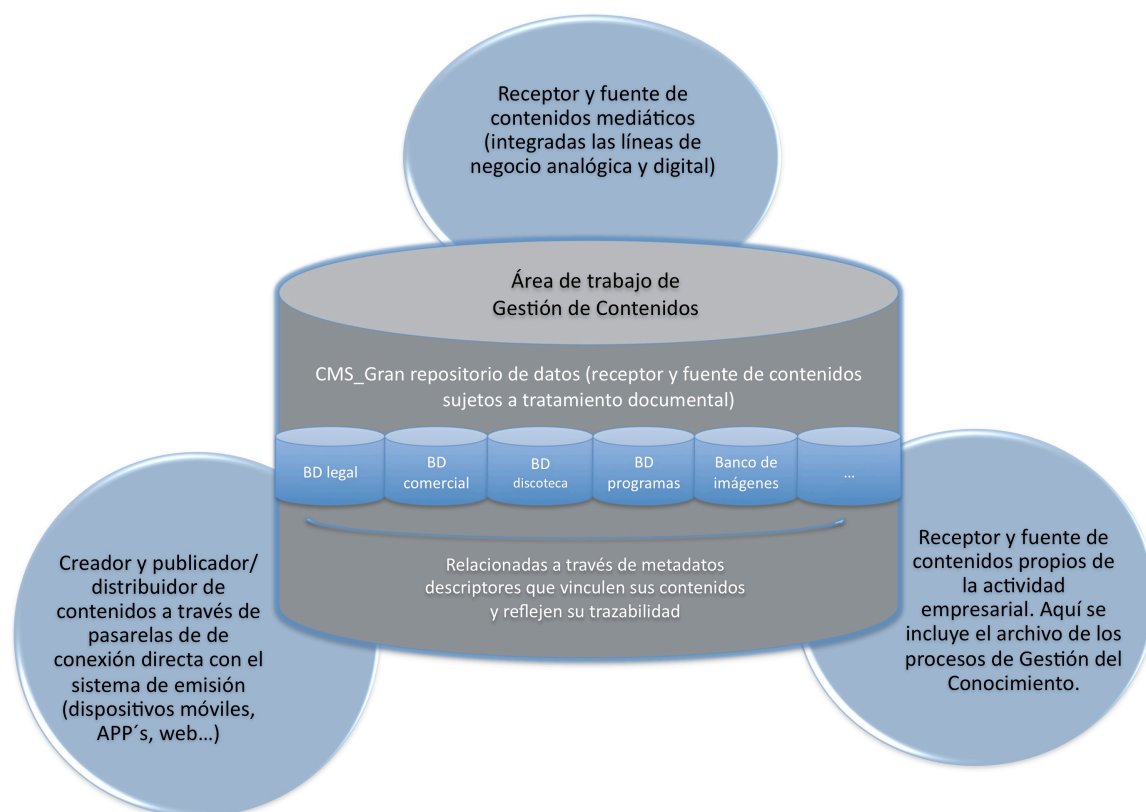 Receptor y fuente de
contenidos mediáticos
(integradas las líneas de
negocio analógica y digital)
Área de trabajo de
Gestión de Contenidos
CMS_Gran repositorio de datos (receptor y fuente de contenidos
sujetos a tratamiento documental)
BD legal
BD
comercial
BD
discoteca
BD
programas
Banco de
imágenes
...
Relacionadas a través de metadatos
descriptores que vinculen sus contenidos
y reflejen su trazabilidad
Creador y publicador/
distribuidor de
contenidos a través de
pasarelas de de
conexión directa con el
sistema de emisión
(dispositivos móviles,
APP´s, web...)
Receptor y fuente de
contenidos propios de
la actividad
empresarial. Aquí se
incluye el archivo de los
procesos de Gestión del
Conocimiento.